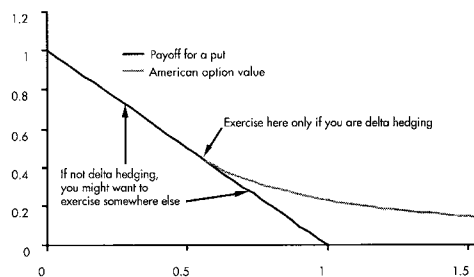 1.2
1
0.8
0.6
0.4
0.2
0
Payoff for a put
American option value
Exercise here only if you are delta hedging
If not delta hedging,
you might want to
exercise somewhere else
0
0.5
1
1.5